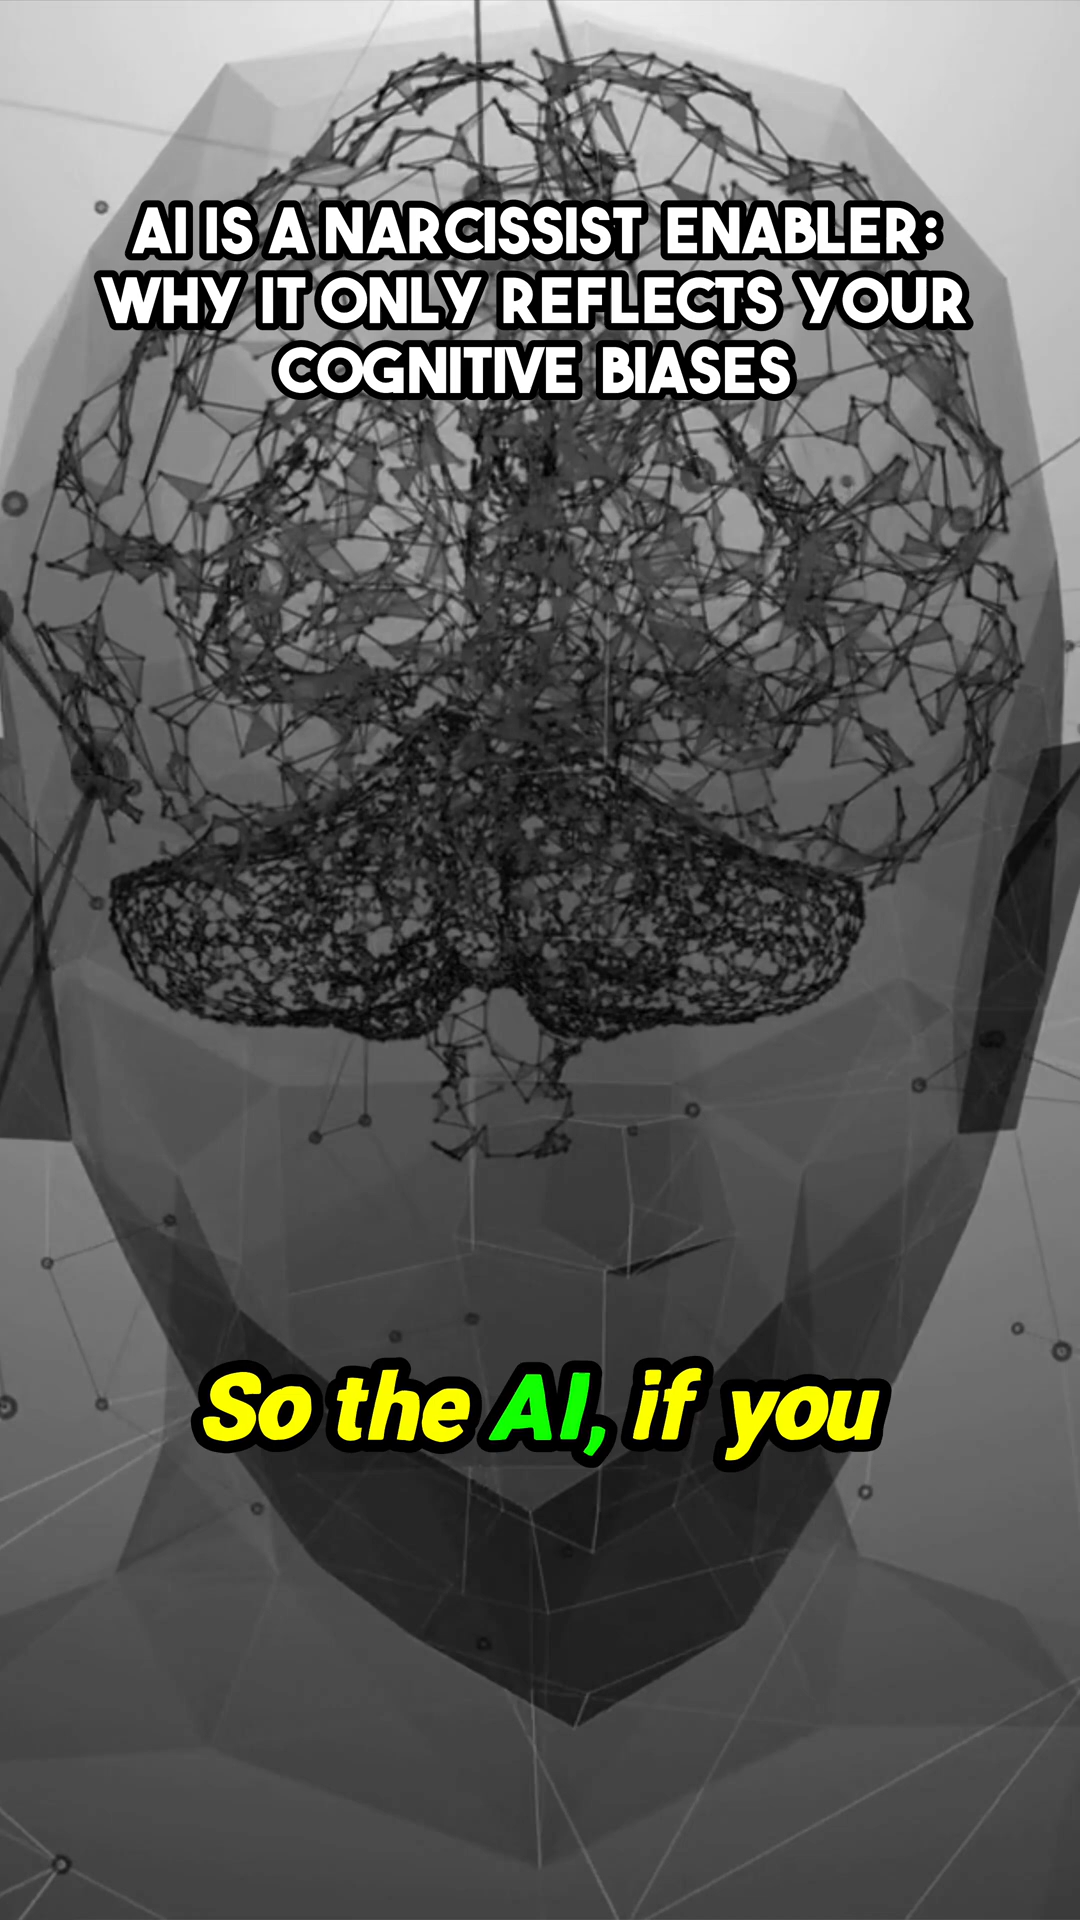 AI IS A NARCISSIST ENABLER:
WHY IT ONLY REFLECTS YOUR
COGNITIVE BIASES
So the AI, if you